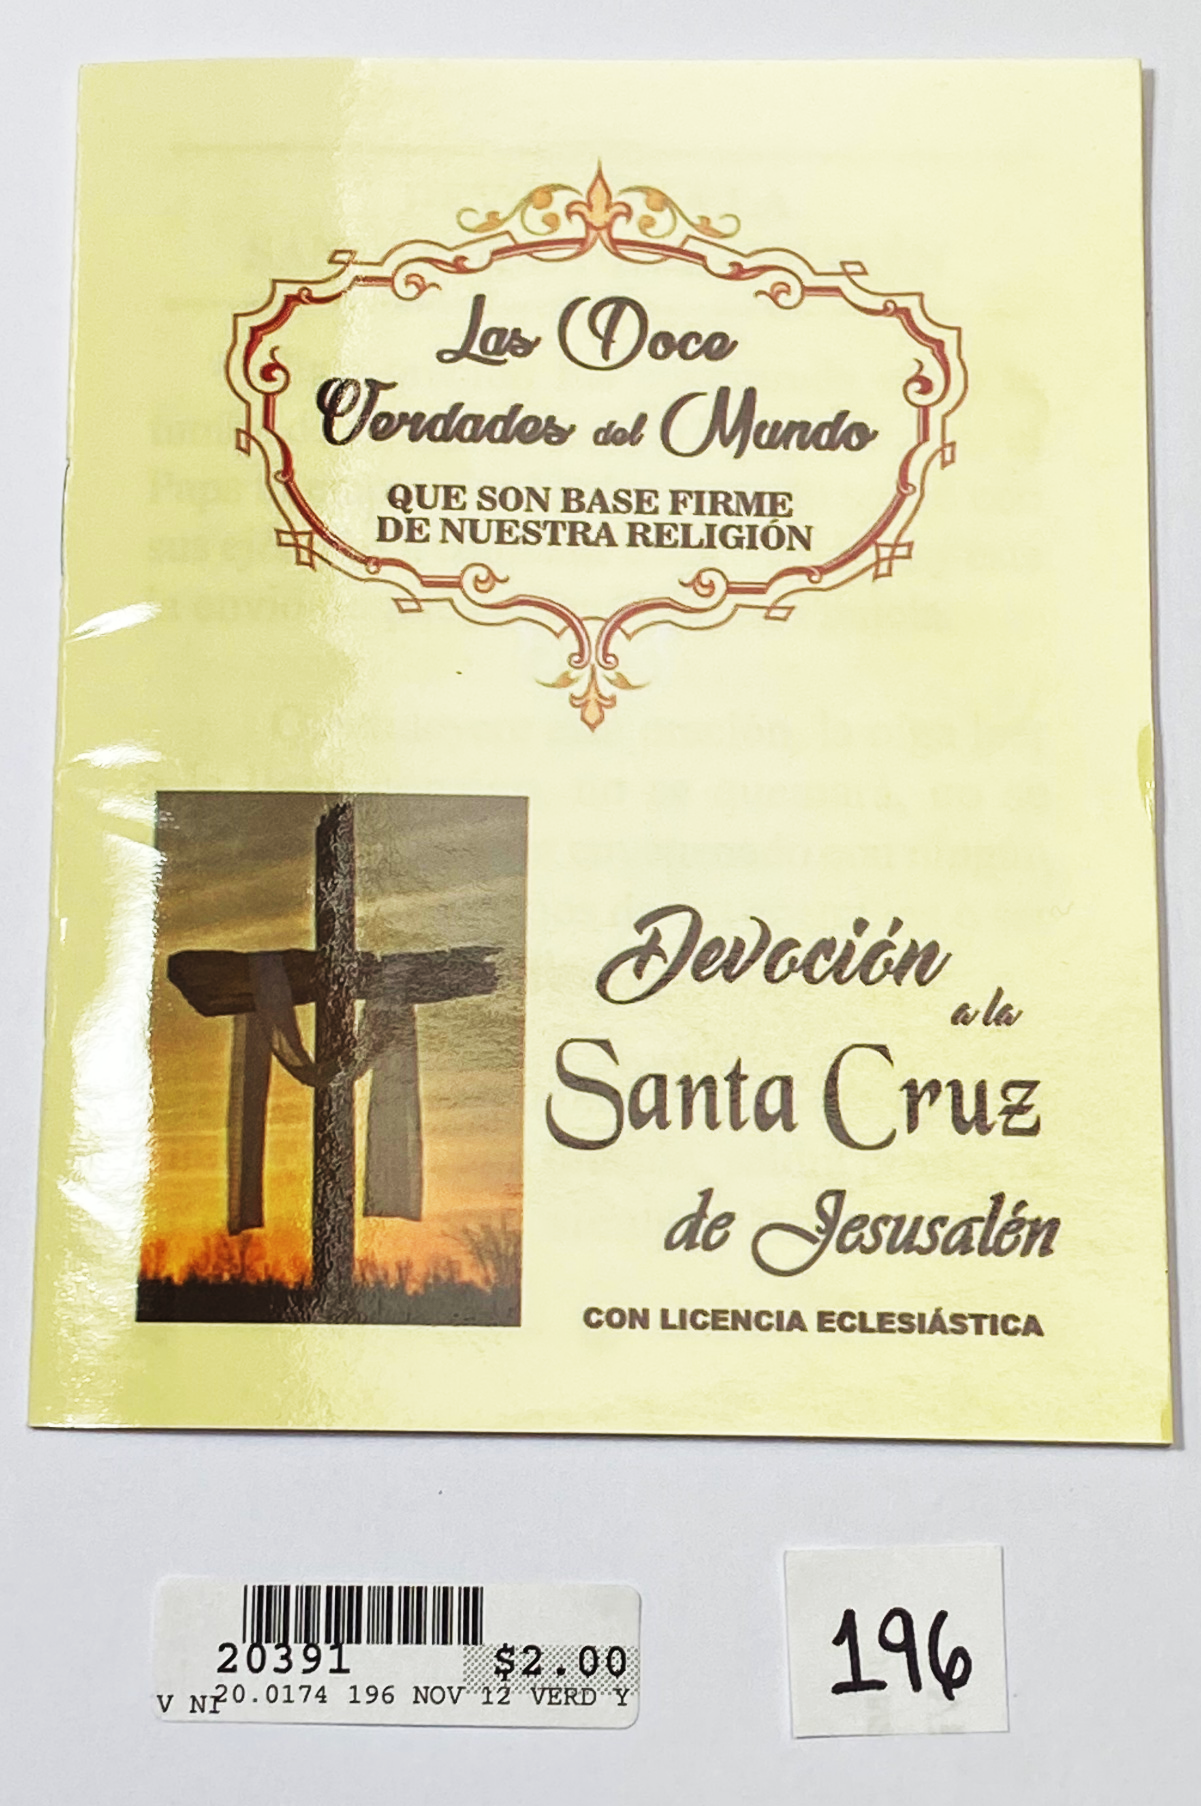 Las Doce
Verdades del Mundo
QUE SON BASE FIRME
DE NUESTRA RELIGIÓN
Devoción
a la
Santa Cruz
de Jesusalén
CON LICENCIA ECLESIÁSTICA
20391 $2.00
V NI 20.0174 196 NOV 12 VERD Y
196